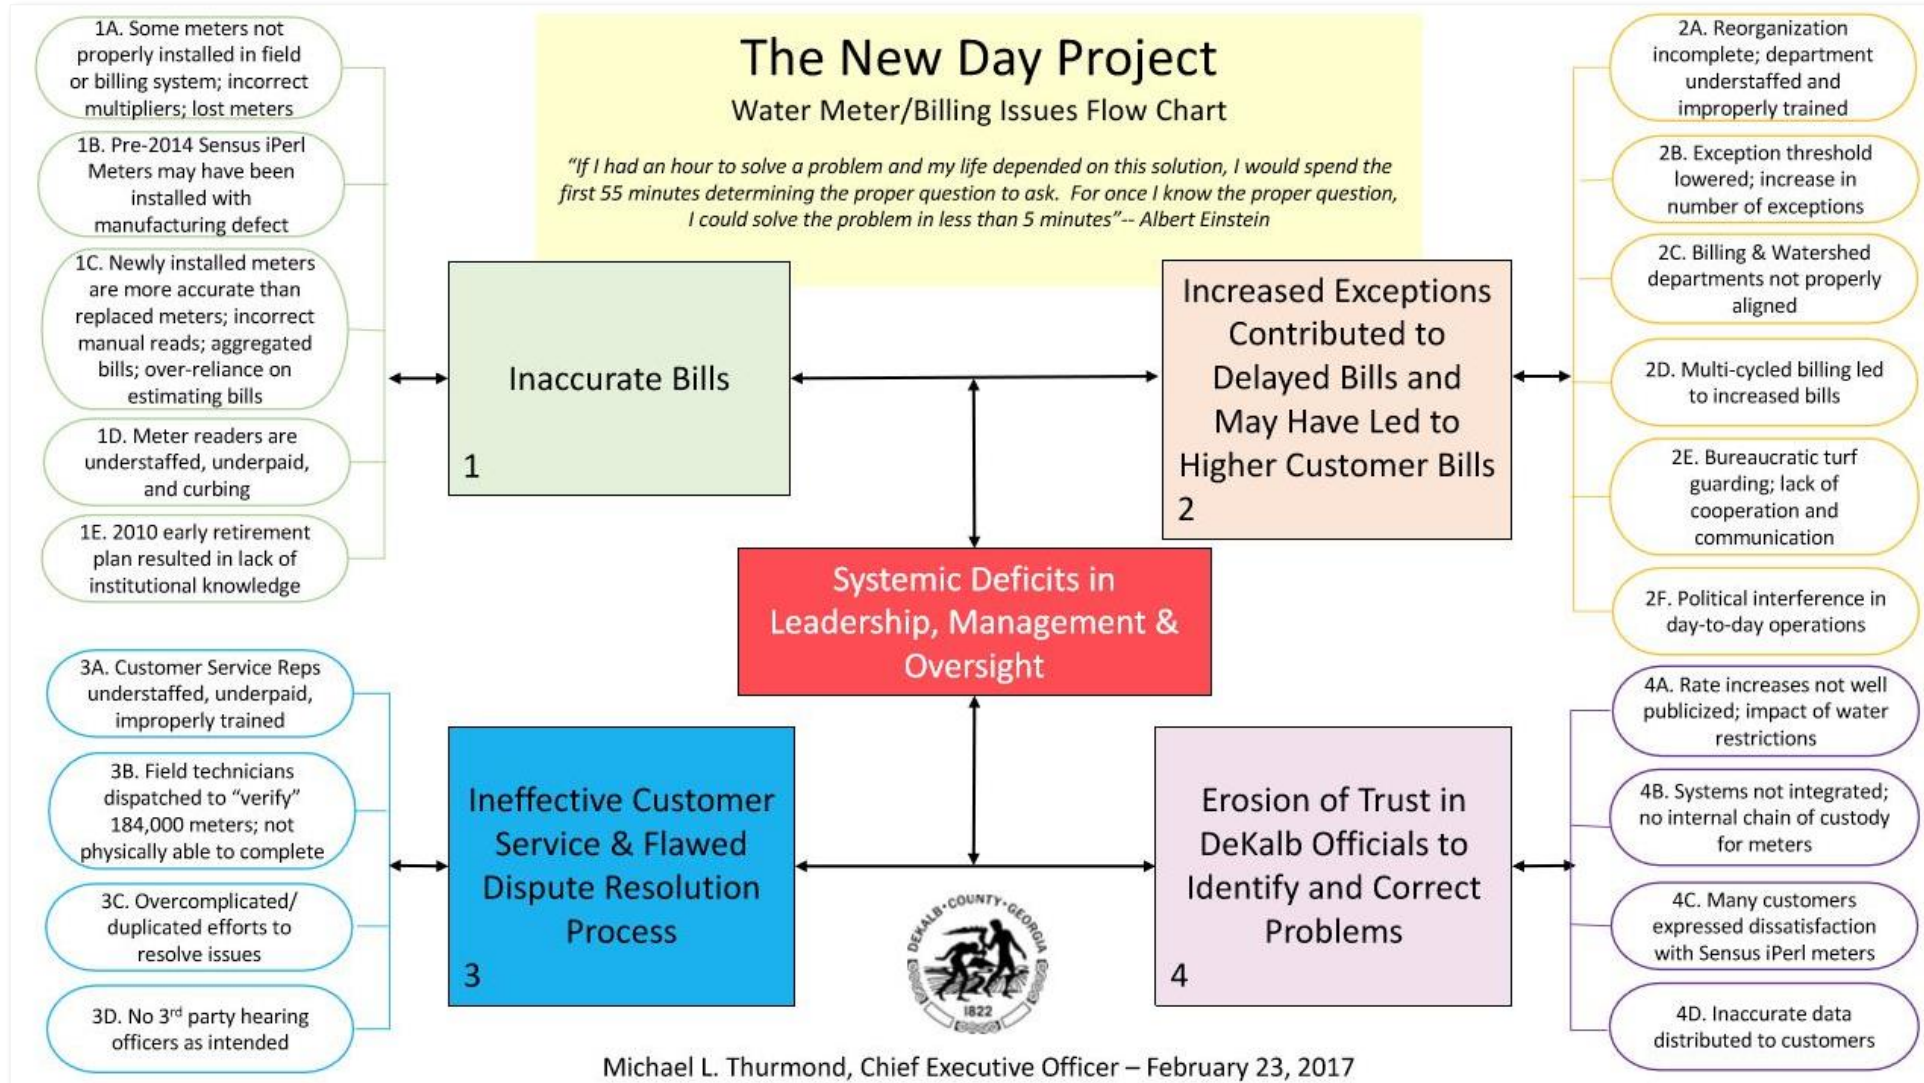 The New Day Project
Water Meter/Billing Issues Flow Chart
“If I had an hour to solve a problem and my life depended on this solution, I would spend the
first 55 minutes determining the proper question to ask. For once I know the proper question,
I could solve the problem in less than 5 minutes”-- Albert Einstein
1A. Some meters not
properly installed in field
or billing system; incorrect
multipliers; lost meters
1B. Pre-2014 Sensus iPerl
Meters may have been
installed with
manufacturing defect
1C. Newly installed meters
are more accurate than
replaced meters; incorrect
manual reads; aggregated
bills; over-reliance on
estimating bills
1D. Meter readers are
understaffed, underpaid,
and curbing
1E. 2010 early retirement
plan resulted in lack of
institutional knowledge
Inaccurate Bills
1
Increased Exceptions
Contributed to
Delayed Bills and
May Have Led to
Higher Customer Bills
2
2A. Reorganization
incomplete; department
understaffed and
improperly trained
2B. Exception threshold
lowered; increase in
number of exceptions
2C. Billing & Watershed
departments not properly
aligned
2D. Multi-cycled billing led
to increased bills
2E. Bureaucratic turf
guarding; lack of
cooperation and
communication
2F. Political interference in
day-to-day operations
Systemic Deficits in
Leadership, Management &
Oversight
3A. Customer Service Reps
understaffed, underpaid,
improperly trained
3B. Field technicians
dispatched to “verify”
184,000 meters; not
physically able to complete
3C. Overcomplicated/
duplicated efforts to
resolve issues
3D. No 3rd party hearing
officers as intended
Ineffective Customer
Service & Flawed
Dispute Resolution
Process
3
Erosion of Trust in
DeKalb Officials to
Identify and Correct
Problems
4
4A. Rate increases not well
publicized; impact of water
restrictions
4B. Systems not integrated;
no internal chain of custody
for meters
4C. Many customers
expressed dissatisfaction
with Sensus iPerl meters
4D. Inaccurate data
distributed to customers
DEKALB·COUNTY·GEORGIA
1822
Michael L. Thurmond, Chief Executive Officer – February 23, 2017